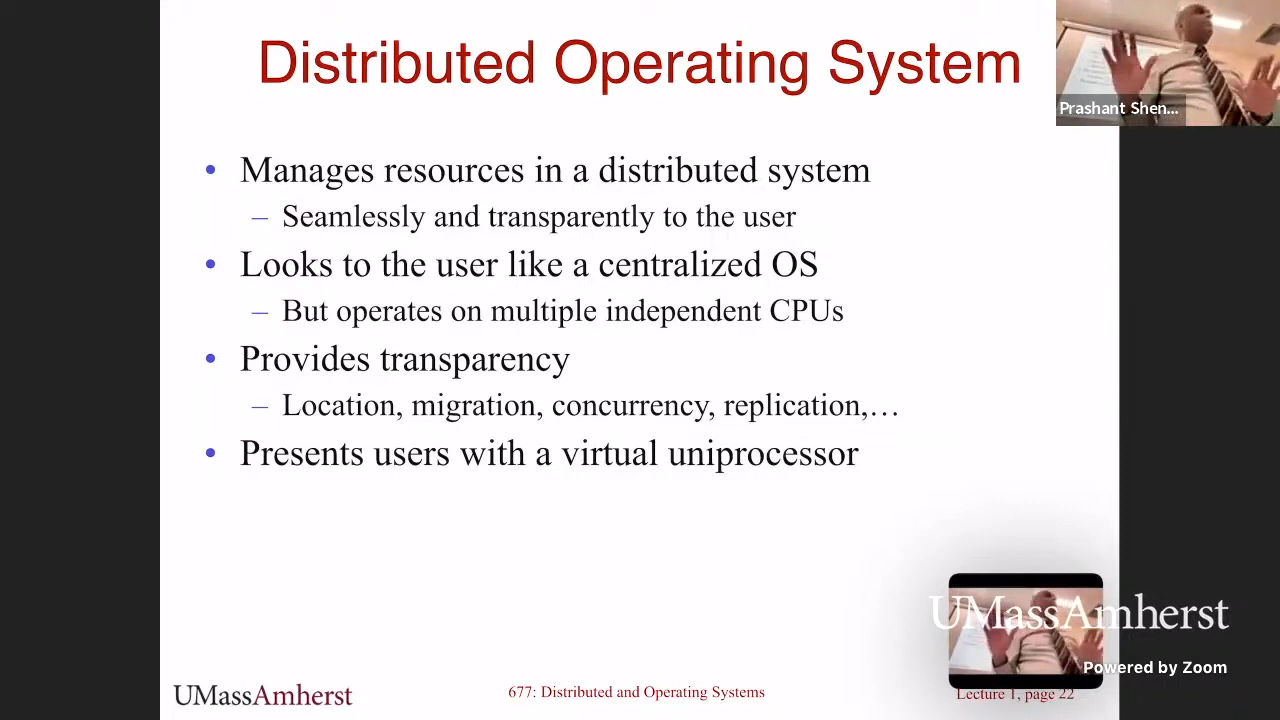 Distributed Operating System
Prashant Shen...
• Manages resources in a distributed system
– Seamlessly and transparently to the user
• Looks to the user like a centralized OS
– But operates on multiple independent CPUs
• Provides transparency
– Location, migration, concurrency, replication,…
• Presents users with a virtual uniprocessor
UMassAmherst
Powered by Zoom
UMassAmherst
677: Distributed and Operating Systems
Lecture 1, page 22